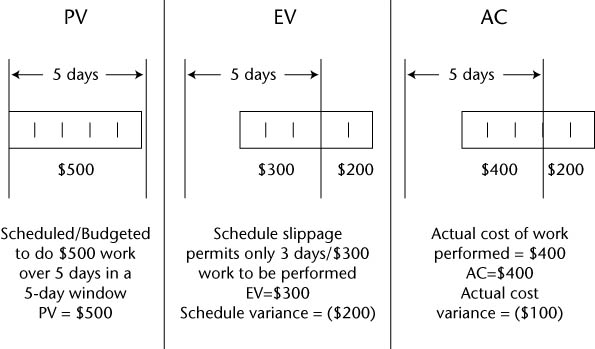 PV
5 days
$500
Scheduled/Budgeted
to do $500 work
over 5 days in a
5-day window
PV = $500
EV
5 days
$300 $200
Schedule slippage
permits only 3 days/$300
work to be performed
EV=$300
Schedule variance = ($200)
AC
5 days
$400 $200
Actual cost of work
performed = $400
AC=$400
Actual cost
variance = ($100)